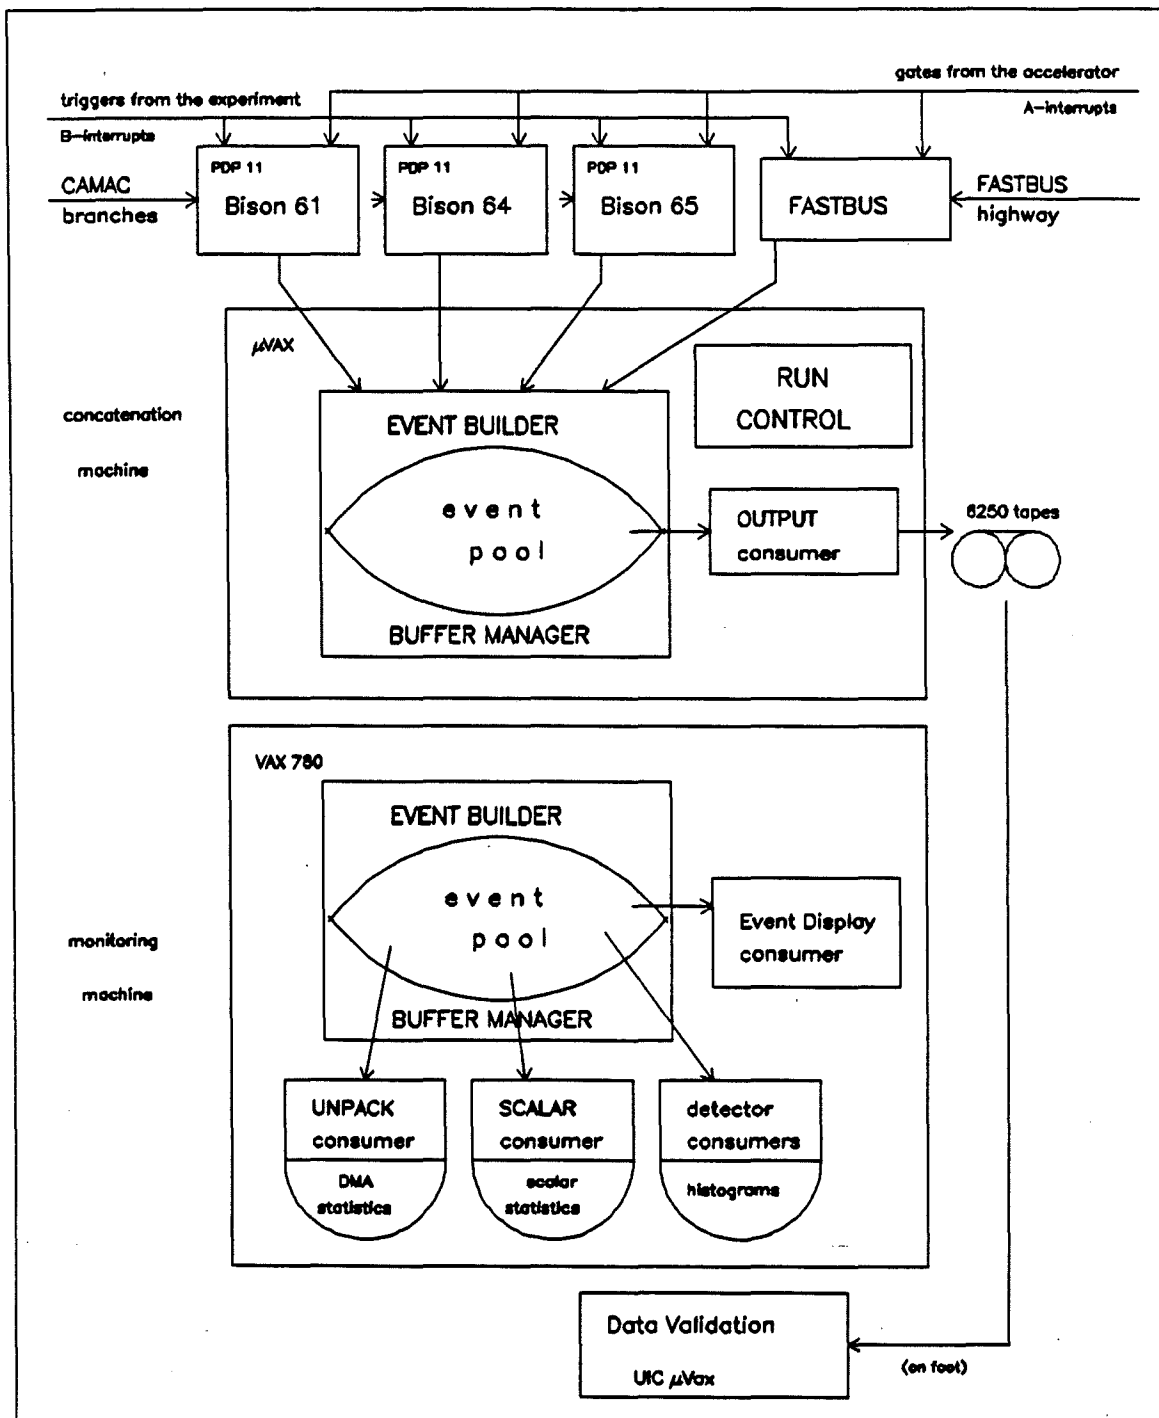 gates from the accelerator
triggers from the experiment
A-interrupts
B-interrupts
PDP 11
PDP 11
PDP 11
CAMAC
branches
Bison 61
Bison 64
Bison 65
FASTBUS
FASTBUS
highway
μVAX
RUN
CONTROL
concatenation
machine
EVENT BUILDER
event
pool
BUFFER MANAGER
OUTPUT
consumer
6250 tapes
VAX 780
EVENT BUILDER
event
pool
BUFFER MANAGER
Event Display
consumer
monitoring
machine
UNPACK
consumer
DMA
statistics
SCALAR
consumer
scalar
statistics
detector
consumers
histograms
Data Validation
UIC μVax
(on foot)